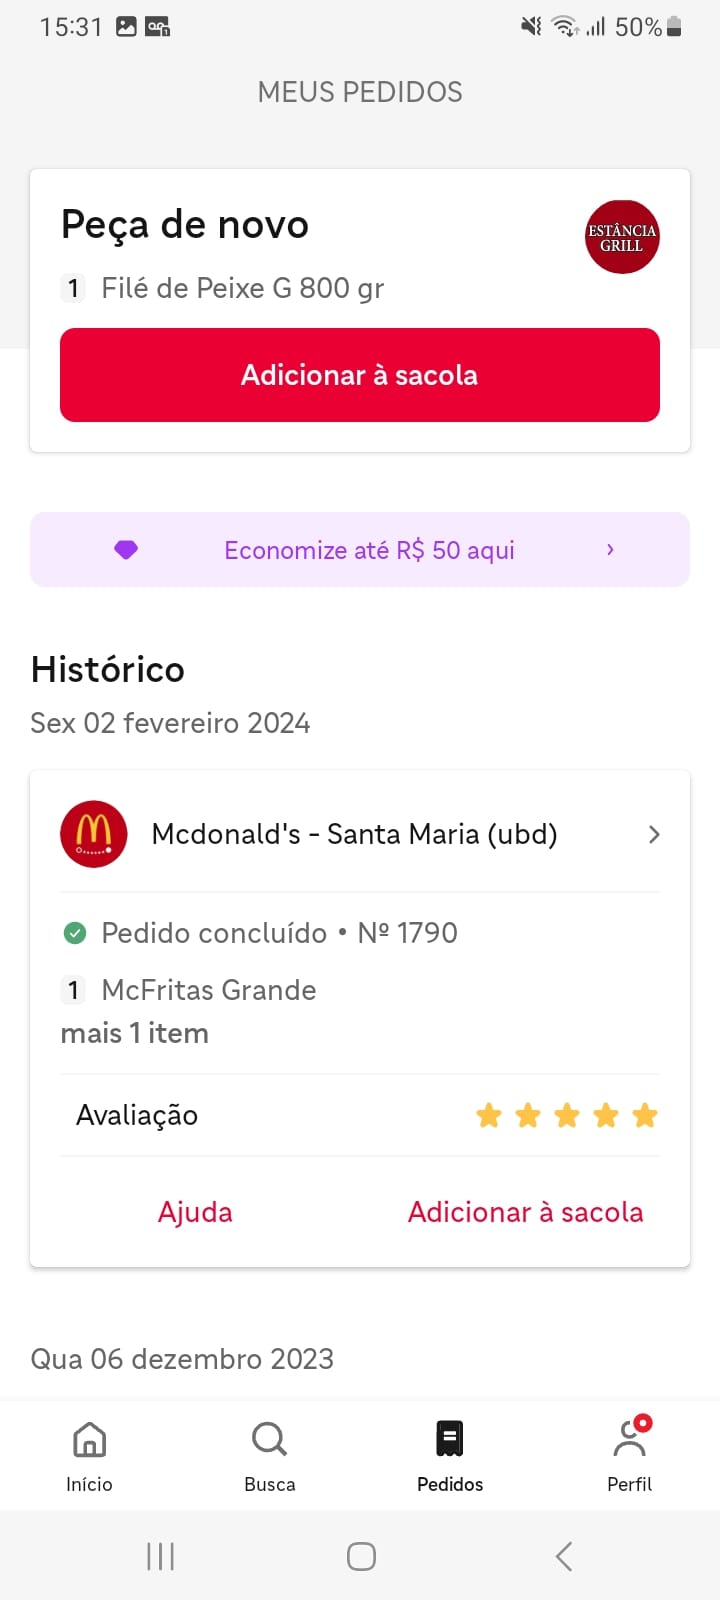 15:31
50%
MEUS PEDIDOS
Peça de novo
ESTÂNCIA
GRILL
1 Filé de Peixe G 800 gr
Adicionar à sacola
Economize até R$ 50 aqui
Histórico
Sex 02 fevereiro 2024
Mcdonald's - Santa Maria (ubd)
Pedido concluído • Nº 1790
1 McFritas Grande
mais 1 item
Avaliação
Ajuda
Adicionar à sacola
Qua 06 dezembro 2023
Início
Busca
Pedidos
Perfil